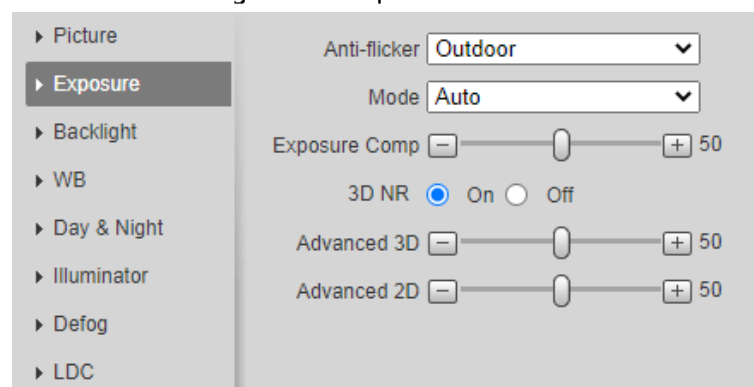 Picture
Exposure
Backlight
WB
Day & Night
Illuminator
Defog
LDC
Anti-flicker Outdoor
Mode Auto
Exposure Comp 50
3D NR On Off
Advanced 3D 50
Advanced 2D 50